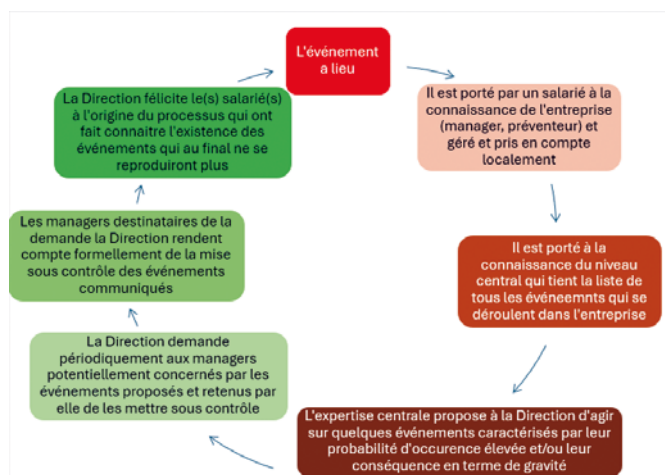 L'événement
a lieu
Il est porté par un salarié à la
connaissance de l'entreprise
(manager, préventeur) et
géré et pris en compte
localement
Il est porté à la
connaissance du niveau
central qui tient la liste de
tous les événeemnts qui se
déroulent dans l'entreprise
L'expertise centrale propose à la Direction d'agir
sur quelques événements caractérisés par leur
probabilité d'occurence élevée et/ou leur
conséquence en terme de gravité
La Direction demande
périodiquement aux managers
potentiellement concernés par les
événements proposés et retenus par
elle de les mettre sous contrôle
Les managers destinataires de la
demande la Direction rendent
compte formellement de la mise
sous contrôle des événements
communiqués
La Direction félicite le(s) salarié(s)
à l'origine du processus qui ont
fait connaitre l'existence des
événements qui au final ne se
reproduiront plus